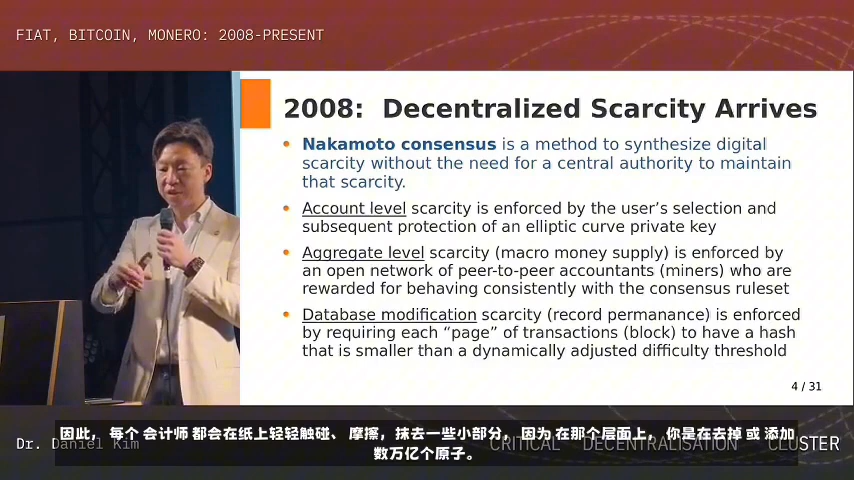 FIAT, BITCOIN, MONERO: 2008-PRESENT
2008: Decentralized Scarcity Arrives
Nakamoto consensus is a method to synthesize digital
scarcity without the need for a central authority to maintain
that scarcity.
Account level scarcity is enforced by the user's selection and
subsequent protection of an elliptic curve private key
Aggregate level scarcity (macro money supply) is enforced by
an open network of peer-to-peer accountants (miners) who are
rewarded for behaving consistently with the consensus ruleset
Database modification scarcity (record permanance) is enforced
by requiring each “page” of transactions (block) to have a hash
that is smaller than a dynamically adjusted difficulty threshold
4 / 31
因此， 每个 会计师 都会在纸上轻轻触碰、 摩擦，抹去一些小部分， 因为 在那个层面上， 你是在去掉 或 添加
数万亿个原子。
Dr. Daniel Kim
CRITICAL DECENTRALISATION CLUSTER